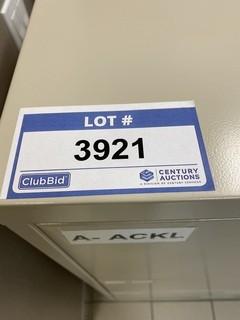 LOT #
3921
ClubBid
CENTURY
AUCTIONS
A DIVISION OF CENTURY SERVICES
A- ACKL